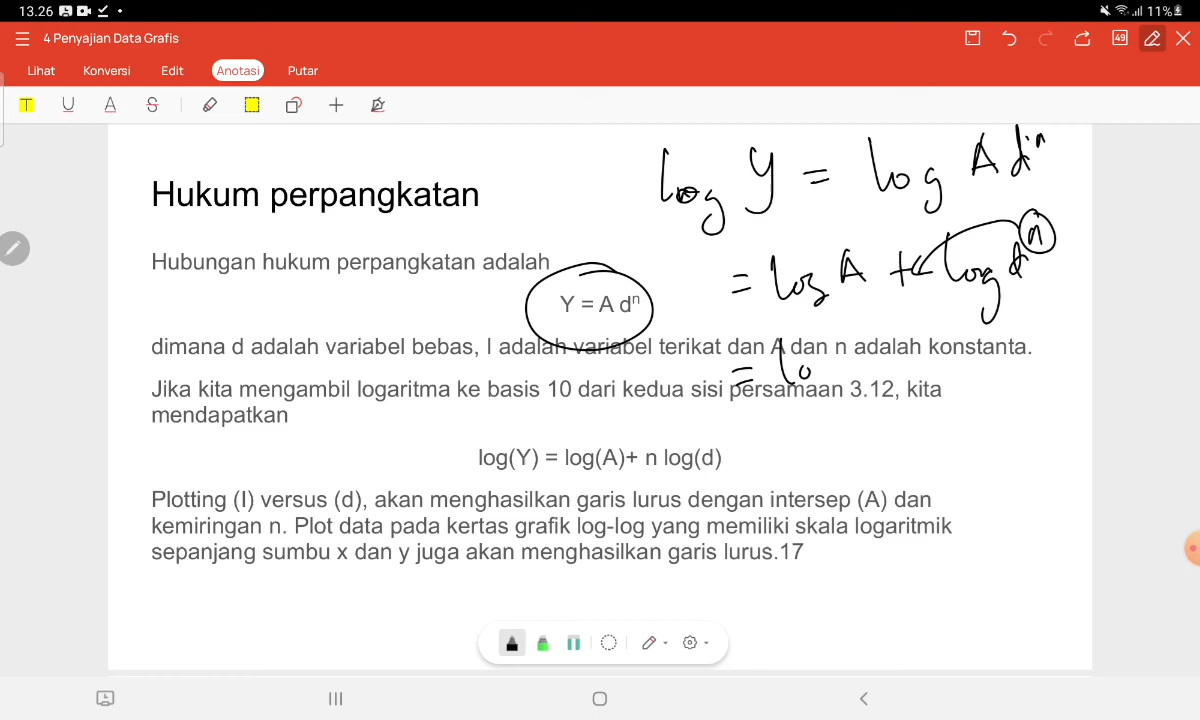 13.26
11%
4 Penyajian Data Grafis
49
Lihat Konversi Edit Anotasi Putar
T U A S
Hukum perpangkatan
log Y = log A dⁿ
Hubungan hukum perpangkatan adalah
= log A + log dⁿ
Y = A dⁿ
dimana d adalah variabel bebas, I adalah variabel terikat dan A dan n adalah konstanta.
= lo
Jika kita mengambil logaritma ke basis 10 dari kedua sisi persamaan 3.12, kita
mendapatkan
log(Y) = log(A)+ n log(d)
Plotting (I) versus (d), akan menghasilkan garis lurus dengan intersep (A) dan
kemiringan n. Plot data pada kertas grafik log-log yang memiliki skala logaritmik
sepanjang sumbu x dan y juga akan menghasilkan garis lurus.17